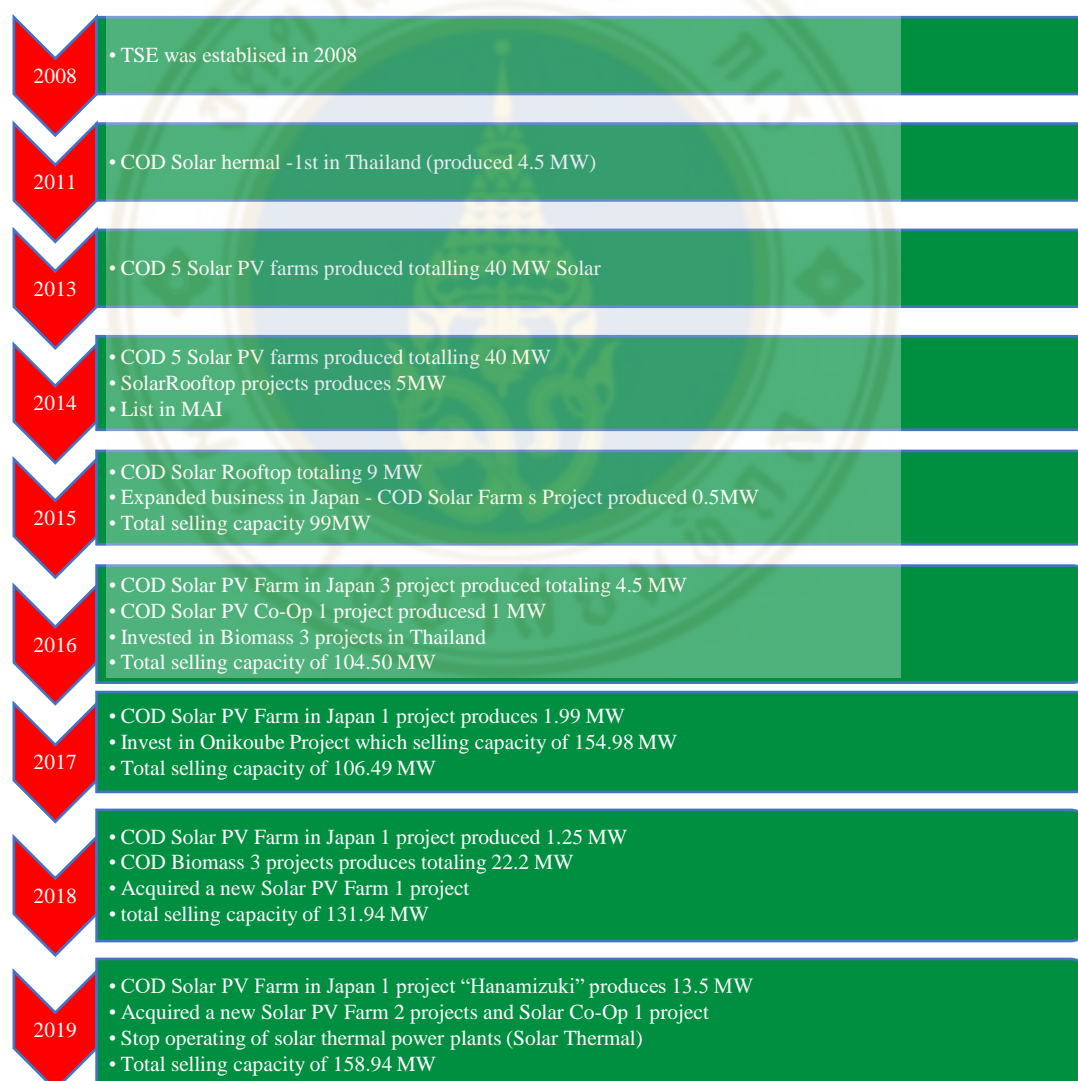 2008
• TSE was establised in 2008
2011
• COD Solar hermal -1st in Thailand (produced 4.5 MW)
2013
• COD 5 Solar PV farms produced totalling 40 MW Solar
2014
• COD 5 Solar PV farms produced totalling 40 MW
• SolarRooftop projects produces 5MW
• List in MAI
2015
• COD Solar Rooftop totaling 9 MW
• Expanded business in Japan - COD Solar Farm s Project produced 0.5MW
• Total selling capacity 99MW
2016
• COD Solar PV Farm in Japan 3 project produced totaling 4.5 MW
• COD Solar PV Co-Op 1 project producesd 1 MW
• Invested in Biomass 3 projects in Thailand
• Total selling capacity of 104.50 MW
2017
• COD Solar PV Farm in Japan 1 project produces 1.99 MW
• Invest in Onikoube Project which selling capacity of 154.98 MW
• Total selling capacity of 106.49 MW
2018
• COD Solar PV Farm in Japan 1 project produced 1.25 MW
• COD Biomass 3 projects produces totaling 22.2 MW
• Acquired a new Solar PV Farm 1 project
• total selling capacity of 131.94 MW
2019
• COD Solar PV Farm in Japan 1 project “Hanamizuki” produces 13.5 MW
• Acquired a new Solar PV Farm 2 projects and Solar Co-Op 1 project
• Stop operating of solar thermal power plants (Solar Thermal)
• Total selling capacity of 158.94 MW